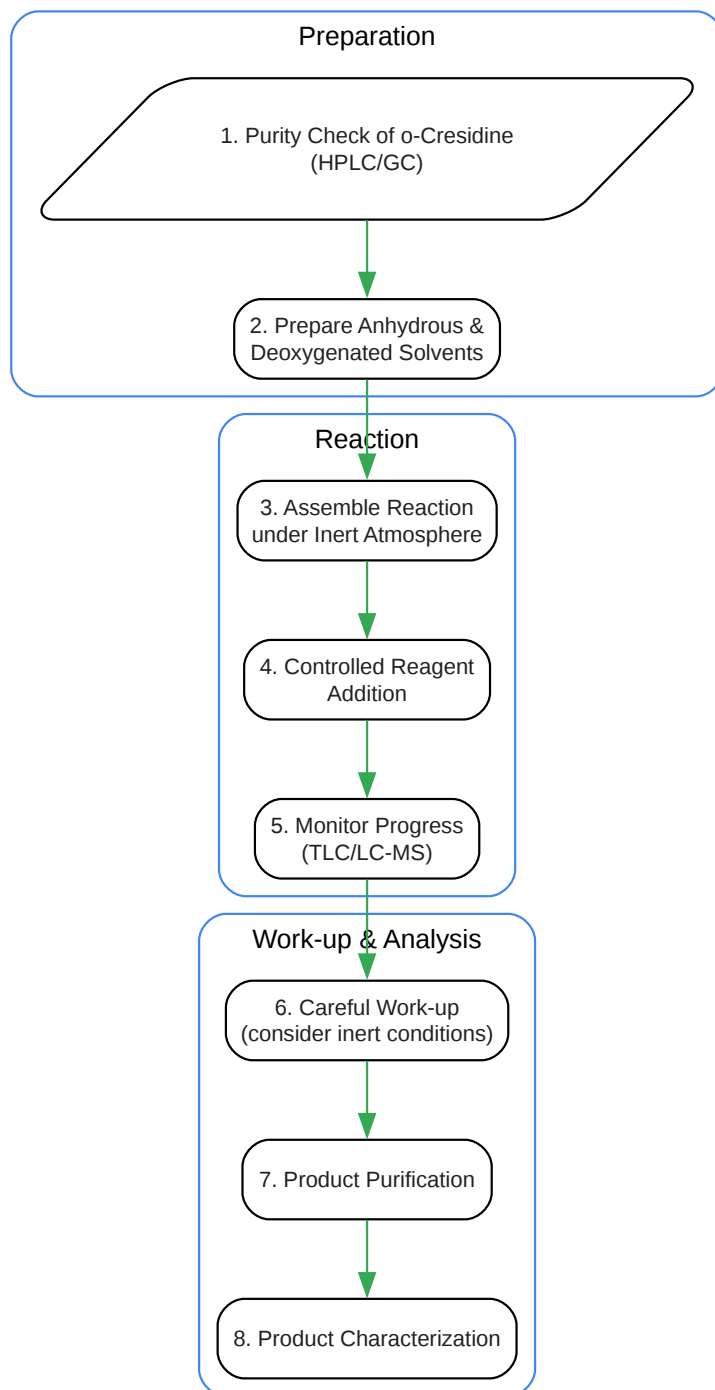 Preparation
1. Purity Check of o-Cresidine
(HPLC/GC)
2. Prepare Anhydrous &
Deoxygenated Solvents
Reaction
3. Assemble Reaction
under Inert Atmosphere
4. Controlled Reagent
Addition
5. Monitor Progress
(TLC/LC-MS)
Work-up & Analysis
6. Careful Work-up
(consider inert conditions)
7. Product Purification
8. Product Characterization